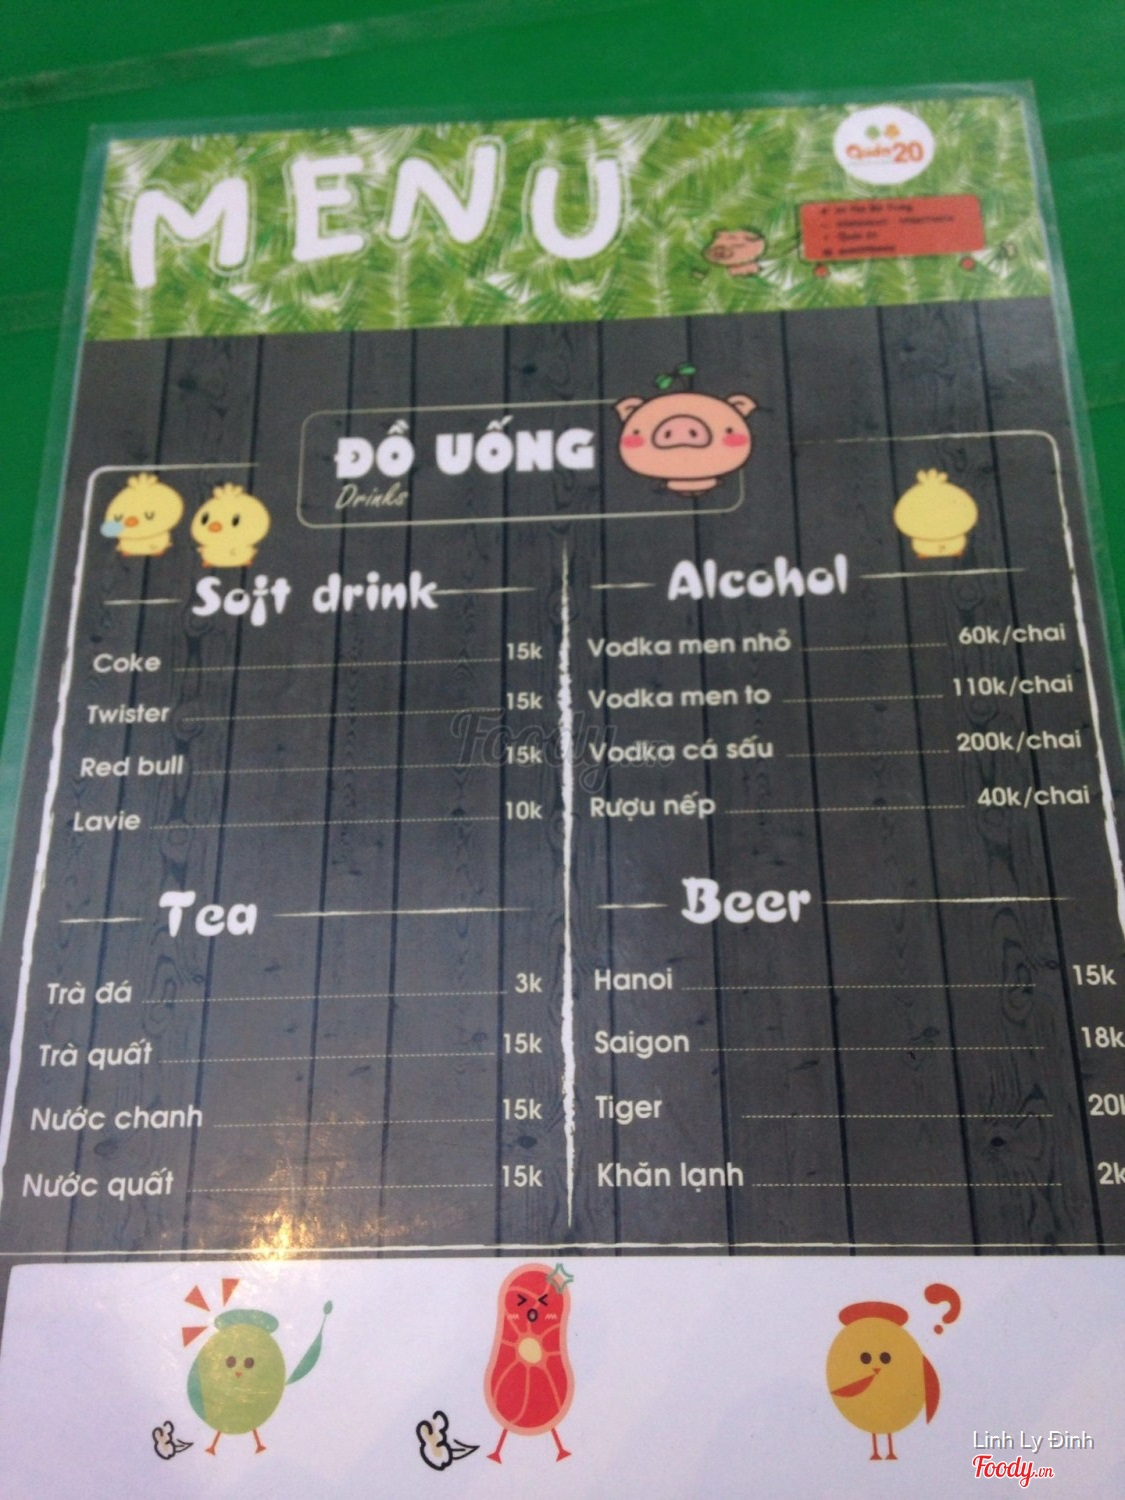 MENU
Quán 20
ĐỒ UỐNG
Drinks
Soft drink
Coke 15k
Twister 15k
Red bull 15k
Lavie 10k
Tea
Trà đá 3k
Trà quất 15k
Nước chanh 15k
Nước quất 15k
Alcohol
Vodka men nhỏ 60k/chai
Vodka men to 110k/chai
Vodka cá sấu 200k/chai
Rượu nếp 40k/chai
Beer
Hanoi 15k
Saigon 18k
Tiger 20k
Khăn lạnh 2k
Foody.vn
?
Linh Ly Đinh
Foody.vn